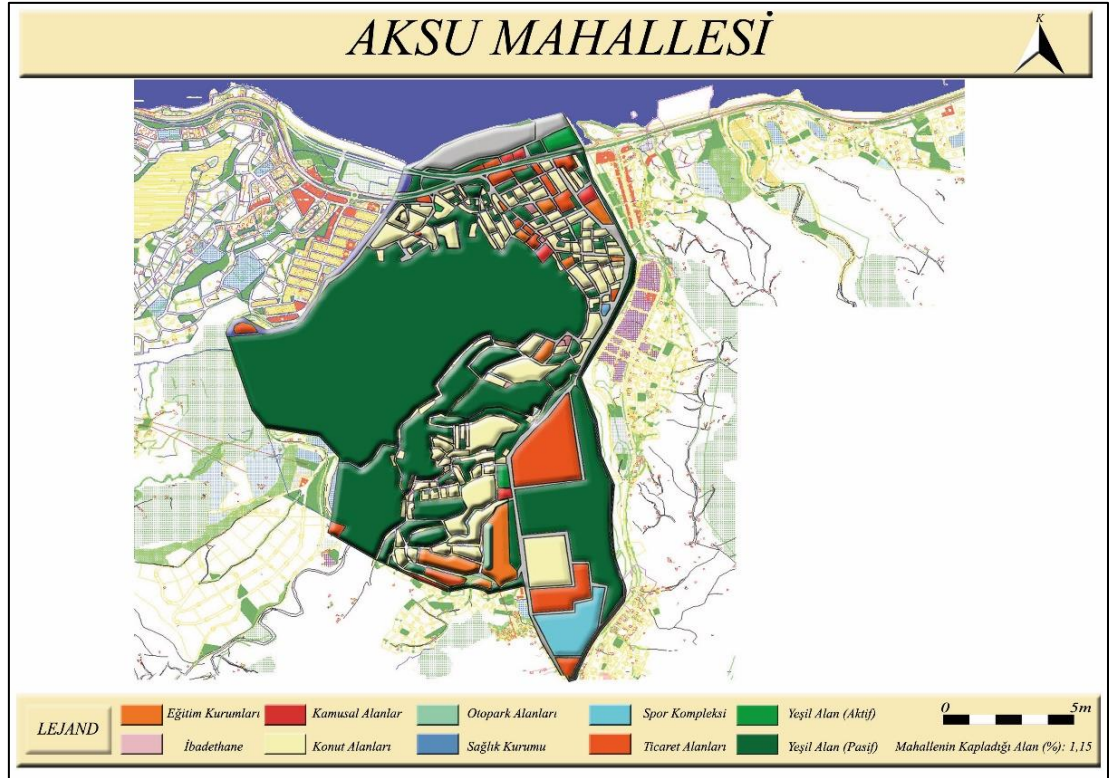 AKSU MAHALLESİ
K
LEJAND
Eğitim Kurumları
Kamusal Alanlar
Otopark Alanları
Spor Kompleksi
Yeşil Alan (Aktif)
0 5m
İbadethane
Konut Alanları
Sağlık Kurumu
Ticaret Alanları
Yeşil Alan (Pasif)
Mahallenin Kapladığı Alan (%): 1,15